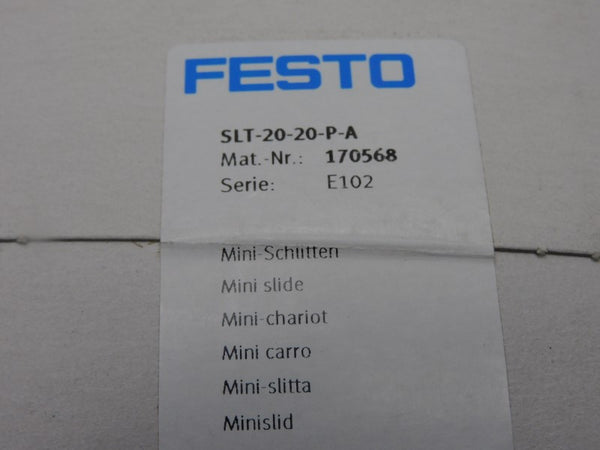 FESTO
SLT-20-20-P-A
Mat.-Nr.: 170568
Serie: E102
Mini-Schlitten
Mini slide
Mini-chariot
Mini carro
Mini-slitta
Minislid